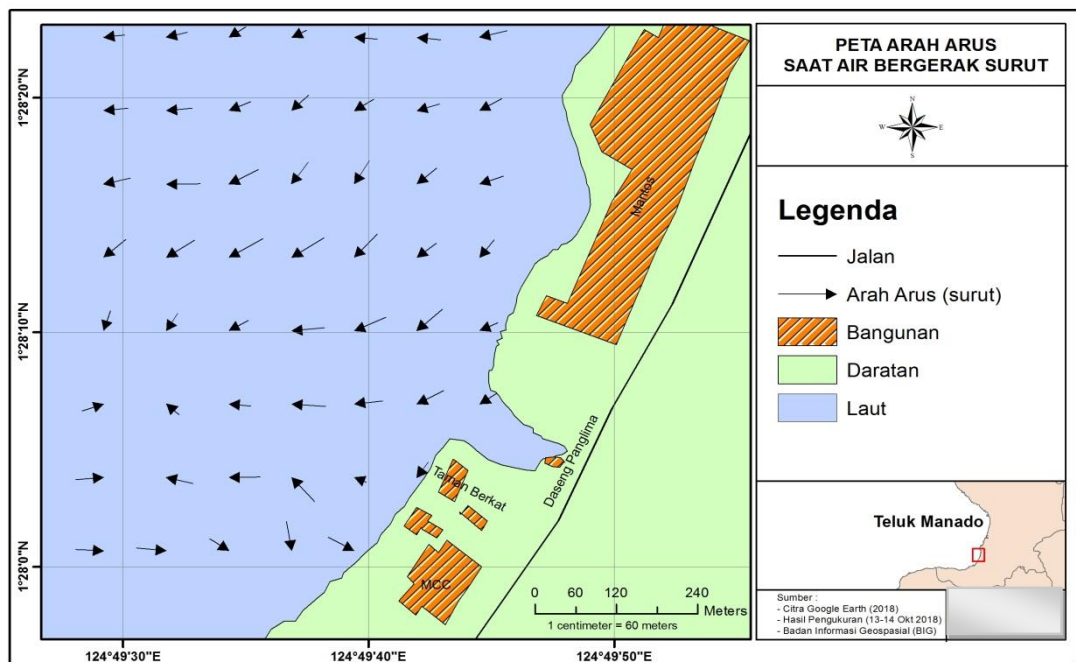 PETA ARAH ARUS
SAAT AIR BERGERAK SURUT
N
W E
S
Legenda
Jalan
Arah Arus (surut)
Bangunan
Daratan
Laut
Teluk Manado
Sumber :
- Citra Google Earth (2018)
- Hasil Pengukuran (13-14 Okt 2018)
- Badan Informasi Geospasial (BIG)
1°28'20"N
1°28'10"N
1°28'0"N
124°49'30"E
124°49'40"E
124°49'50"E
Mantos
Daseng Panglima
Taman Berkat
MCC
0 60 120 240
Meters
1 centimeter = 60 meters